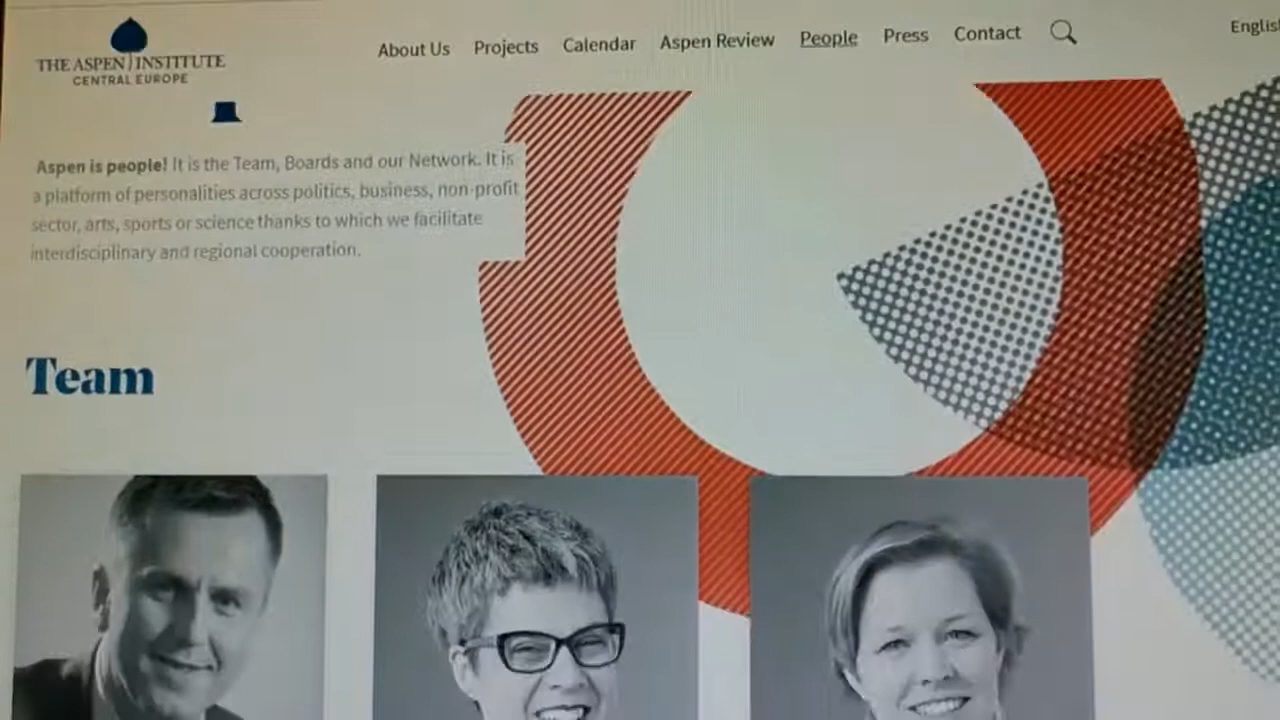 THE ASPEN INSTITUTE
CENTRAL EUROPE
About Us Projects Calendar Aspen Review People Press Contact
English
Aspen is people! It is the Team, Boards and our Network. It is
a platform of personalities across politics, business, non-profit
sector, arts, sports or science thanks to which we facilitate
interdisciplinary and regional cooperation.
Team